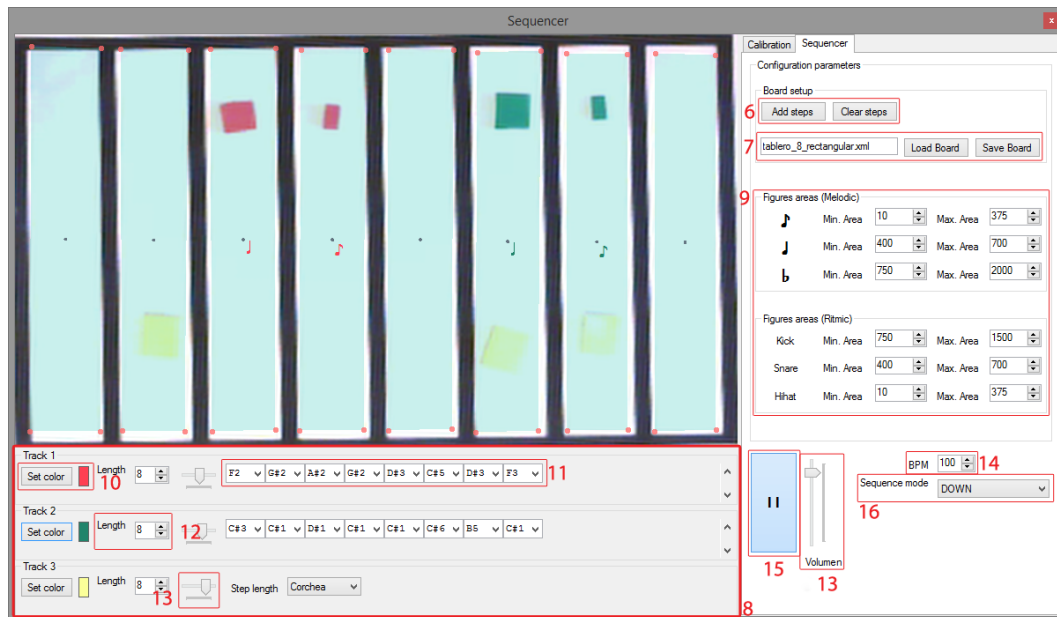 Sequencer
x
Calibration Sequencer
Configuration parameters
Board setup
6 Add steps Clear steps
7 tablero_8_rectangular.xml Load Board Save Board
9 Figures areas (Melodic)
Min. Area 10 Max. Area 375
Min. Area 400 Max. Area 700
Min. Area 750 Max. Area 2000
Figures areas (Ritmic)
Kick Min. Area 750 Max. Area 1500
Snare Min. Area 400 Max. Area 700
Hihat Min. Area 10 Max. Area 375
Track 1
Set color 10 Length 8 F2 G#2 A#2 G#2 D#3 C#5 D#3 F3 11
Track 2
Set color Length 8 12 C#3 C#1 D#1 C#1 C#1 C#6 B5 C#1
Track 3
Set color Length 8 13 Step length Corchea
8
BPM 100 14
Sequence mode DOWN
16
15
Volumen
13